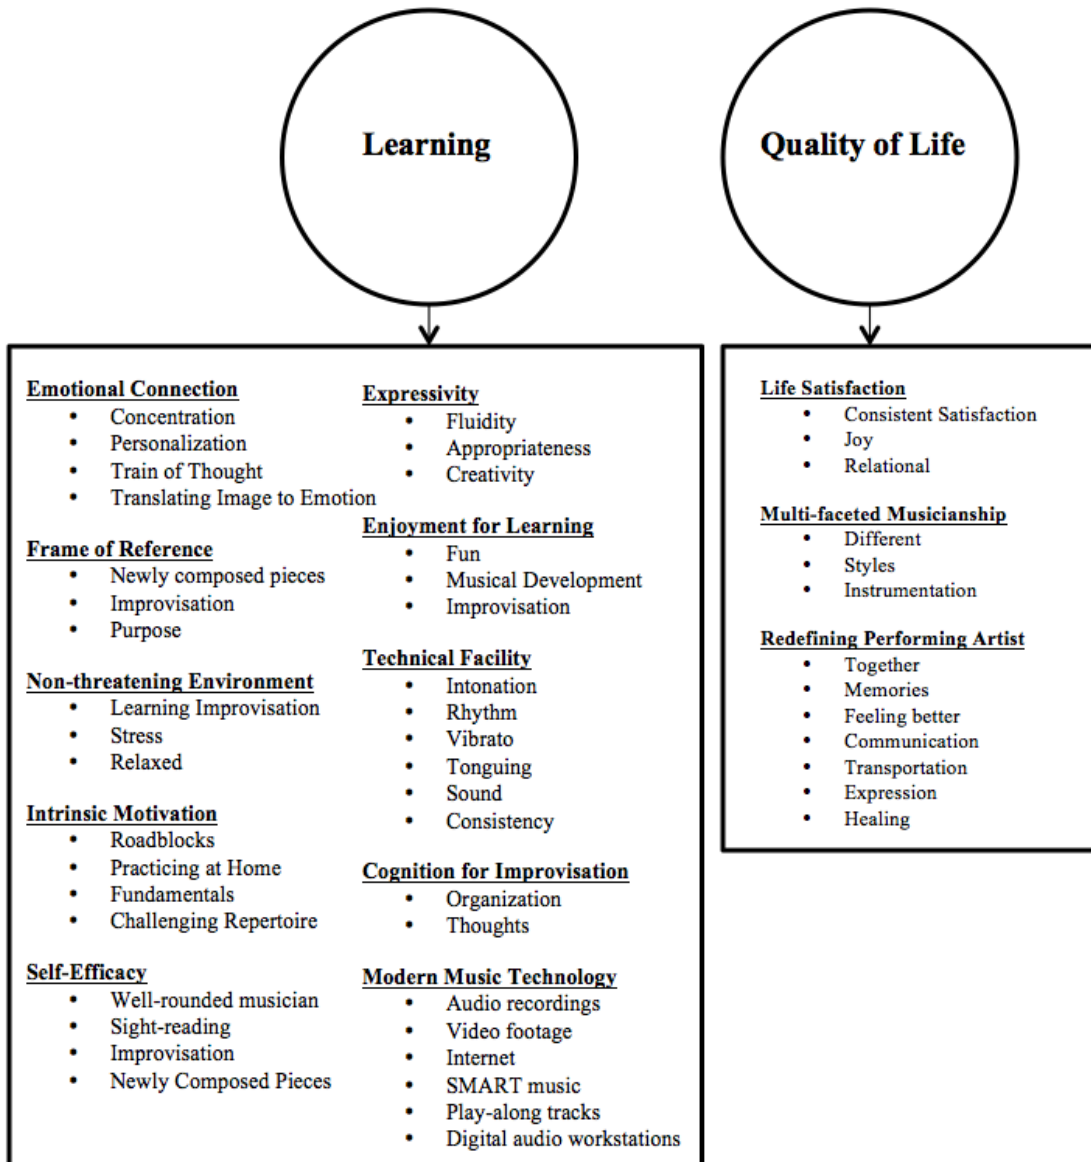 Learning
Emotional Connection
• Concentration
• Personalization
• Train of Thought
• Translating Image to Emotion
Frame of Reference
• Newly composed pieces
• Improvisation
• Purpose
Non-threatening Environment
• Learning Improvisation
• Stress
• Relaxed
Intrinsic Motivation
• Roadblocks
• Practicing at Home
• Fundamentals
• Challenging Repertoire
Self-Efficacy
• Well-rounded musician
• Sight-reading
• Improvisation
• Newly Composed Pieces
Expressivity
• Fluidity
• Appropriateness
• Creativity
Enjoyment for Learning
• Fun
• Musical Development
• Improvisation
Technical Facility
• Intonation
• Rhythm
• Vibrato
• Tonguing
• Sound
• Consistency
Cognition for Improvisation
• Organization
• Thoughts
Modern Music Technology
• Audio recordings
• Video footage
• Internet
• SMART music
• Play-along tracks
• Digital audio workstations
Quality of Life
Life Satisfaction
• Consistent Satisfaction
• Joy
• Relational
Multi-faceted Musicianship
• Different
• Styles
• Instrumentation
Redefining Performing Artist
• Together
• Memories
• Feeling better
• Communication
• Transportation
• Expression
• Healing